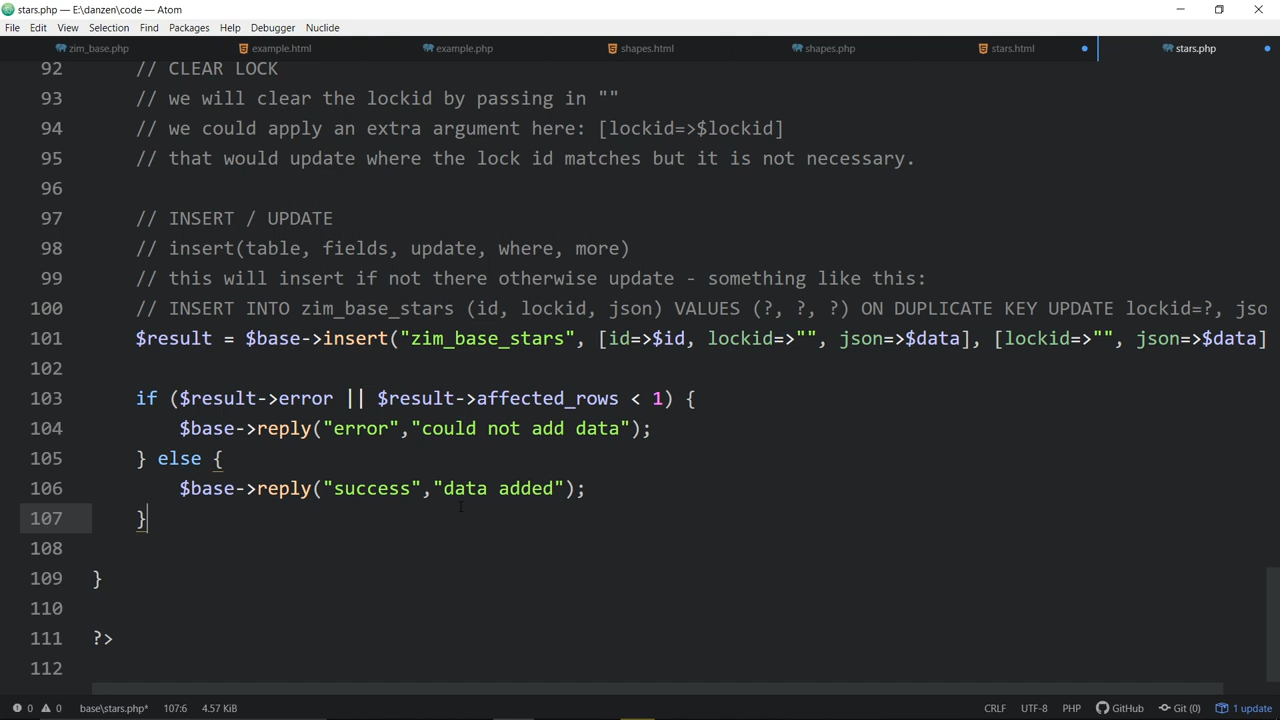 stars.php — E:\danzen\code — Atom
File Edit View Selection Find Packages Help Debugger Nuclide
zim_base.php example.html example.php shapes.html shapes.php stars.html stars.php
92 // CLEAR LOCK
93 // we will clear the lockid by passing in ""
94 // we could apply an extra argument here: [lockid=>$lockid]
95 // that would update where the lock id matches but it is not necessary.
96
97 // INSERT / UPDATE
98 // insert(table, fields, update, where, more)
99 // this will insert if not there otherwise update - something like this:
100 // INSERT INTO zim_base_stars (id, lockid, json) VALUES (?, ?, ?) ON DUPLICATE KEY UPDATE lockid=?, jso
101 $result = $base->insert("zim_base_stars", [id=>$id, lockid=>"", json=>$data], [lockid=>"", json=>$data]
102
103 if ($result->error || $result->affected_rows < 1) {
104 $base->reply("error","could not add data");
105 } else {
106 $base->reply("success","data added");
107 }
108
109 }
110
111 ?>
112
0 0 base\stars.php* 107:6 4.57 KiB CRLF UTF-8 PHP GitHub Git (0) 1 update